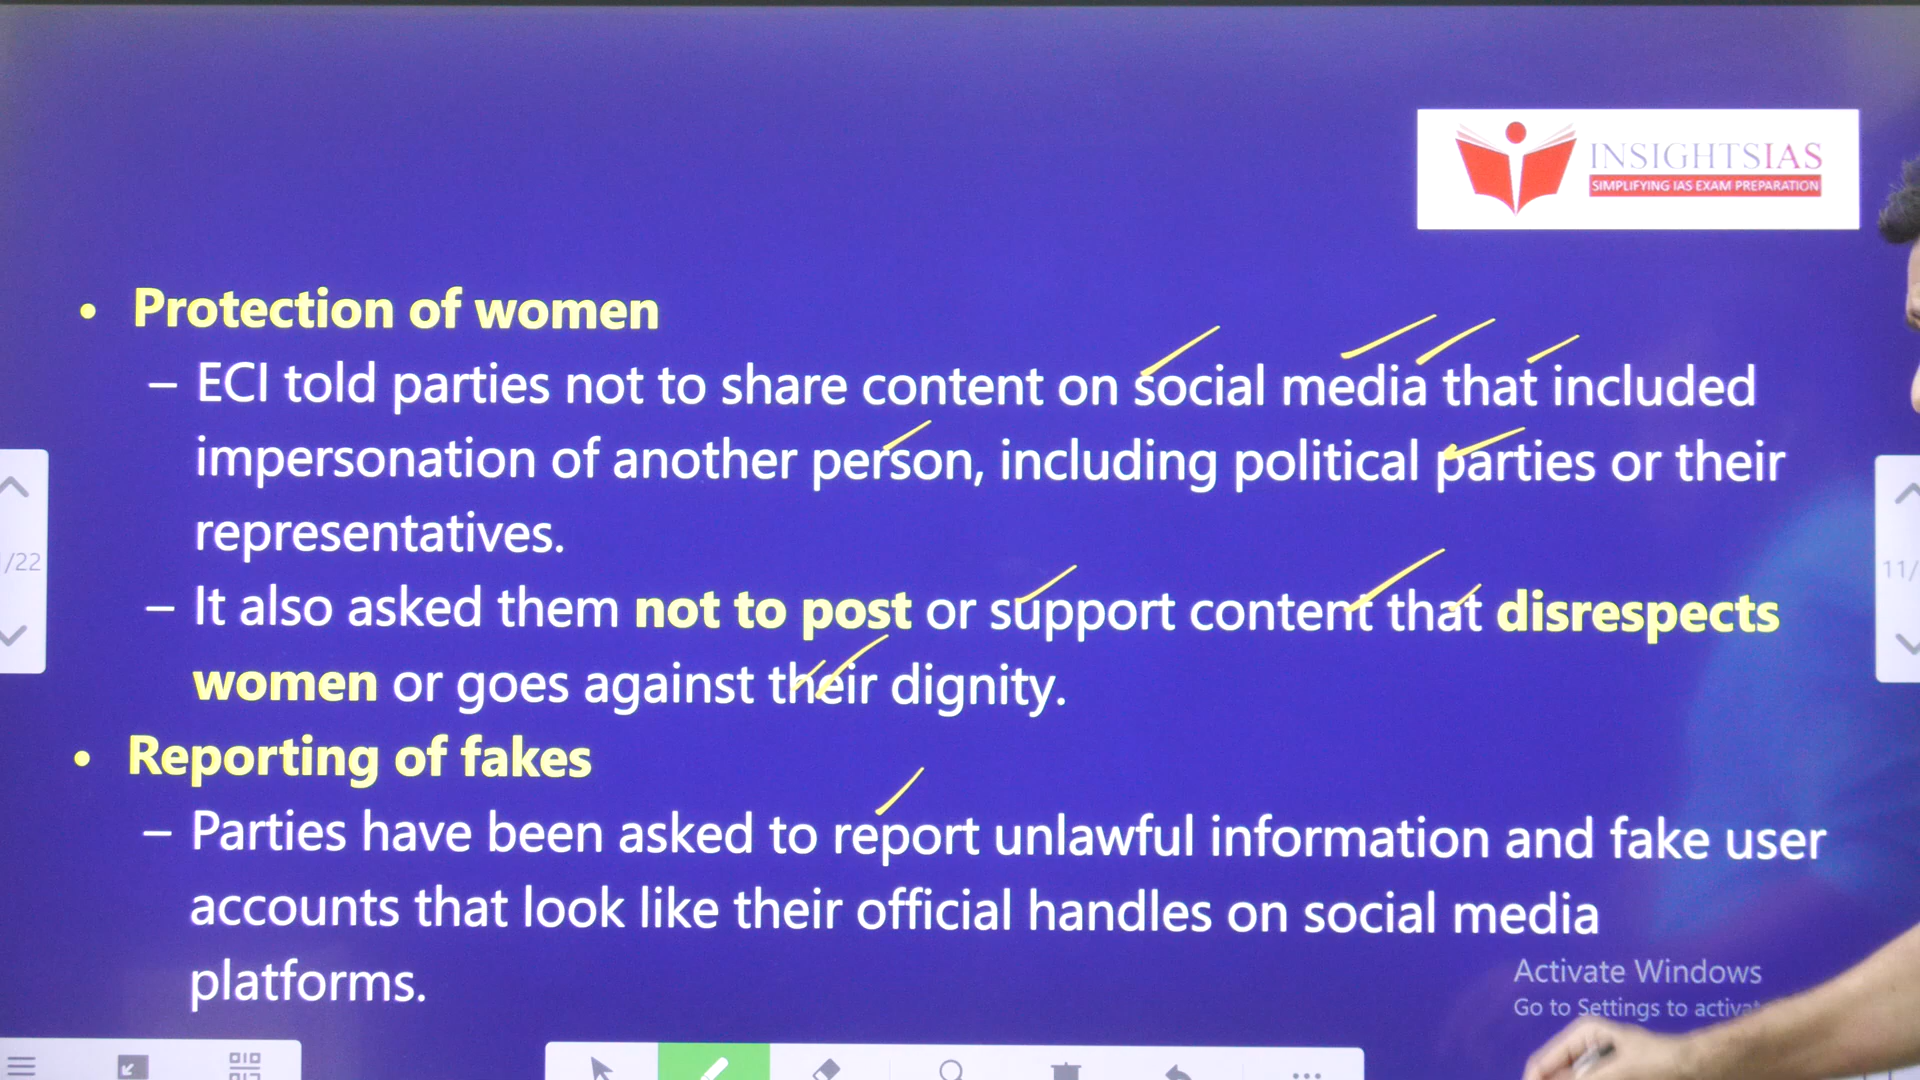 INSIGHTSIAS
SIMPLIFYING IAS EXAM PREPARATION
• Protection of women
– ECI told parties not to share content on social media that included
impersonation of another person, including political parties or their
representatives.
– It also asked them not to post or support content that disrespects
women or goes against their dignity.
• Reporting of fakes
– Parties have been asked to report unlawful information and fake user
accounts that look like their official handles on social media
platforms.
/22
11/
Activate Windows
Go to Settings to activat